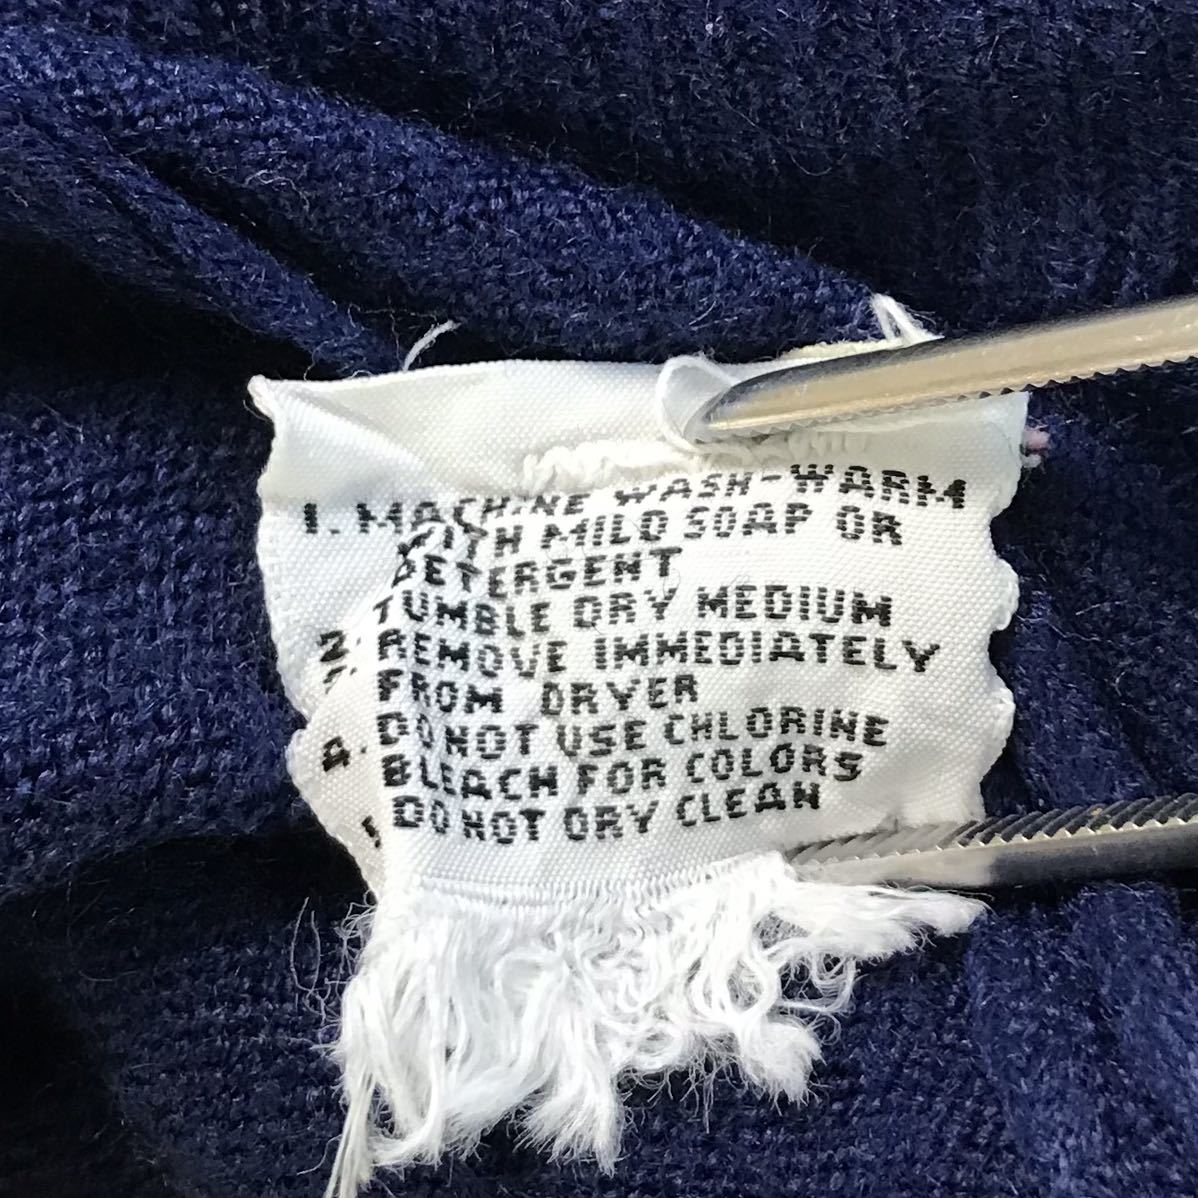 1. MACHINE WASH-WARM
WITH MILD SOAP OR
DETERGENT
2. TUMBLE DRY MEDIUM
REMOVE IMMEDIATELY
FROM DRYER
4. DO NOT USE CHLORINE
BLEACH FOR COLORS
DO NOT DRY CLEAN